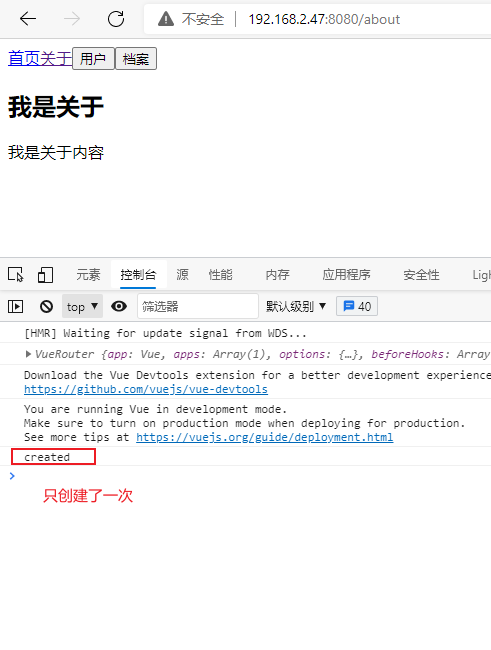 不安全 192.168.2.47:8080/about
首页关于 用户 档案
我是关于
我是关于内容
元素 控制台 源 性能 内存 应用程序 安全性 Ligh
top ▼ 筛选器 默认级别 ▼ 40
[HMR] Waiting for update signal from WDS...
▶ VueRouter {app: Vue, apps: Array(1), options: {…}, beforeHooks: Array
Download the Vue Devtools extension for a better development experience
https://github.com/vuejs/vue-devtools
You are running Vue in development mode.
Make sure to turn on production mode when deploying for production.
See more tips at https://vuejs.org/guide/deployment.html
created
只创建了一次